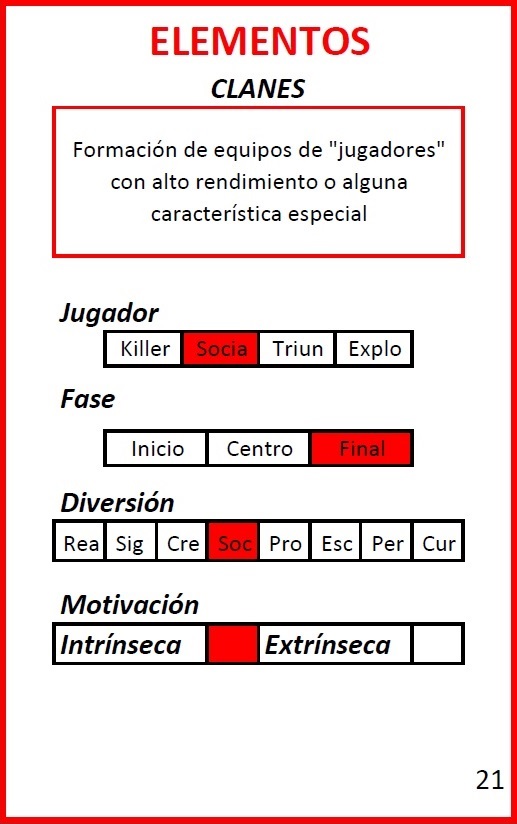 ELEMENTOS
CLANES
Formación de equipos de "jugadores"
con alto rendimiento o alguna
característica especial
Jugador
Killer Socia Triun Explo
Fase
Inicio Centro Final
Diversión
Rea Sig Cre Soc Pro Esc Per Cur
Motivación
Intrínseca Extrínseca
21